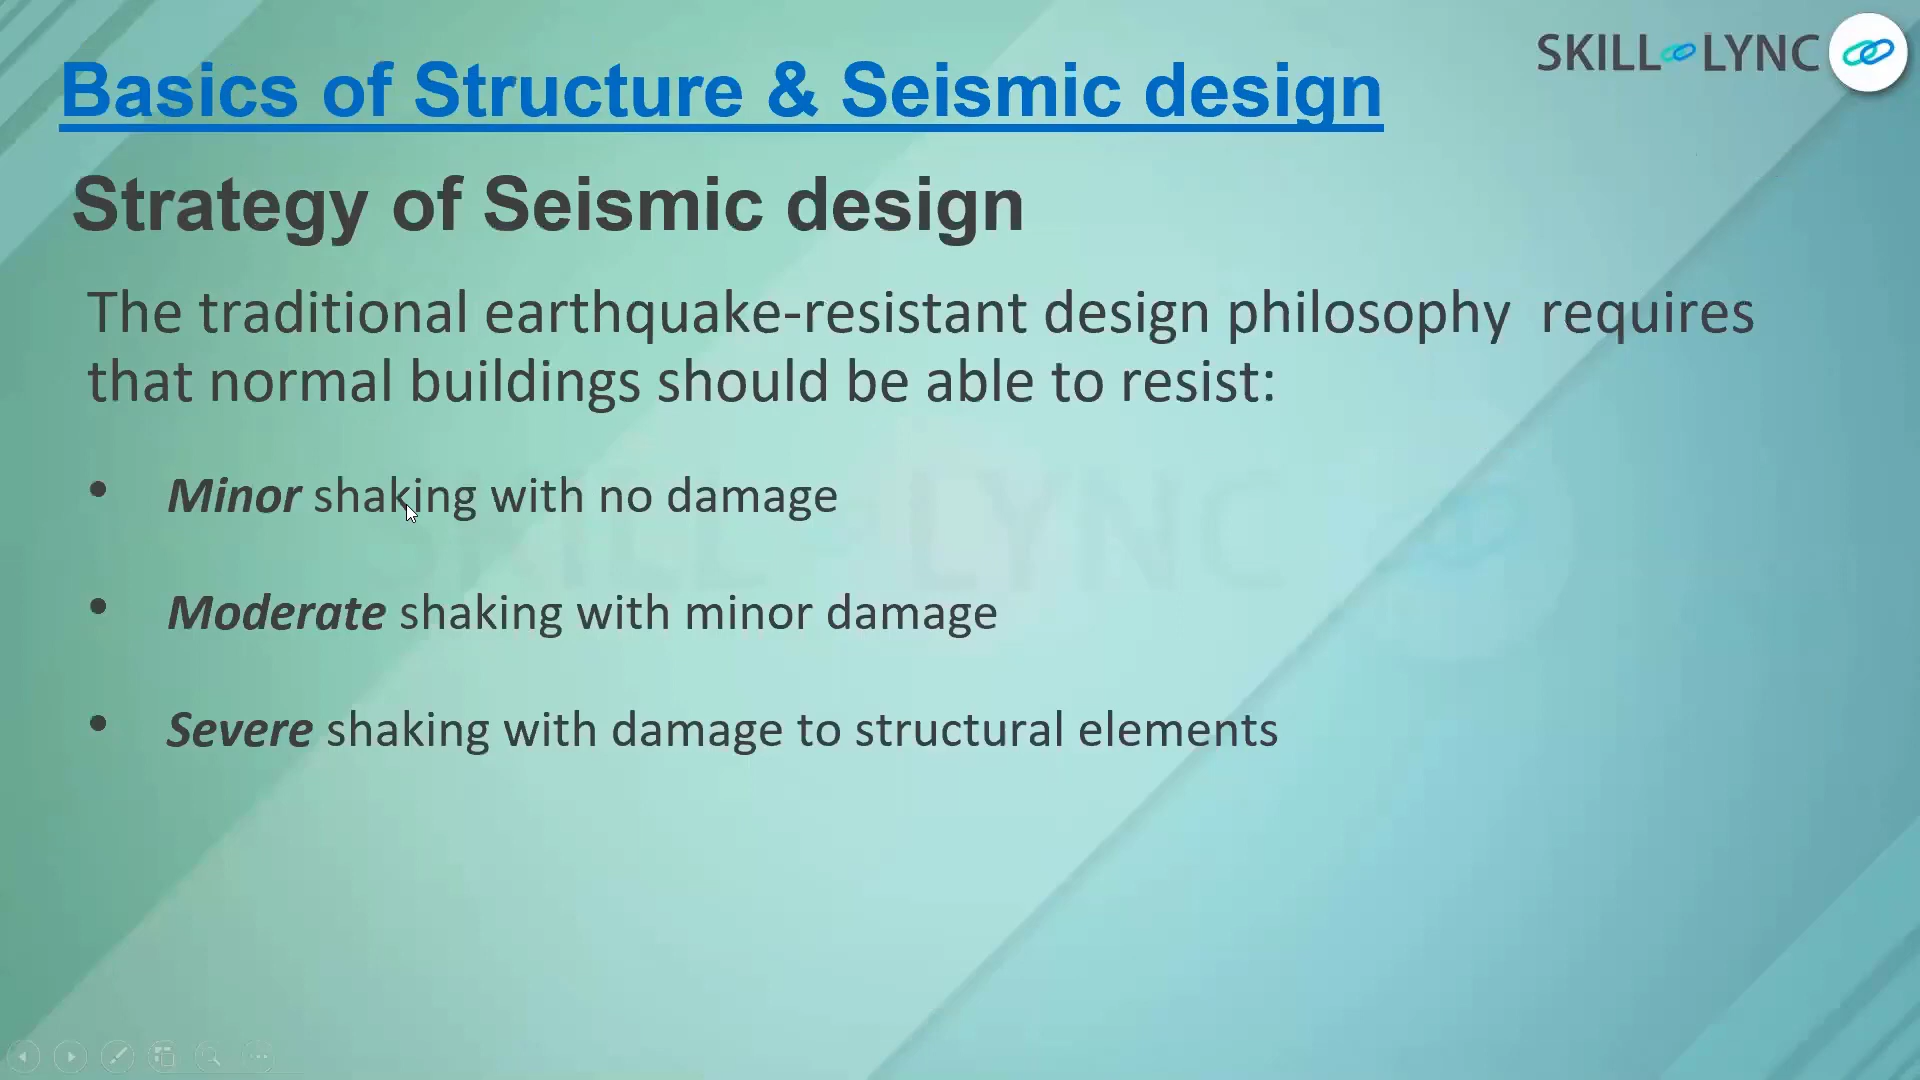 SKILL LYNC
Basics of Structure & Seismic design
Strategy of Seismic design
The traditional earthquake-resistant design philosophy requires
that normal buildings should be able to resist:
• Minor shaking with no damage
• Moderate shaking with minor damage
• Severe shaking with damage to structural elements
SKILL LYNC